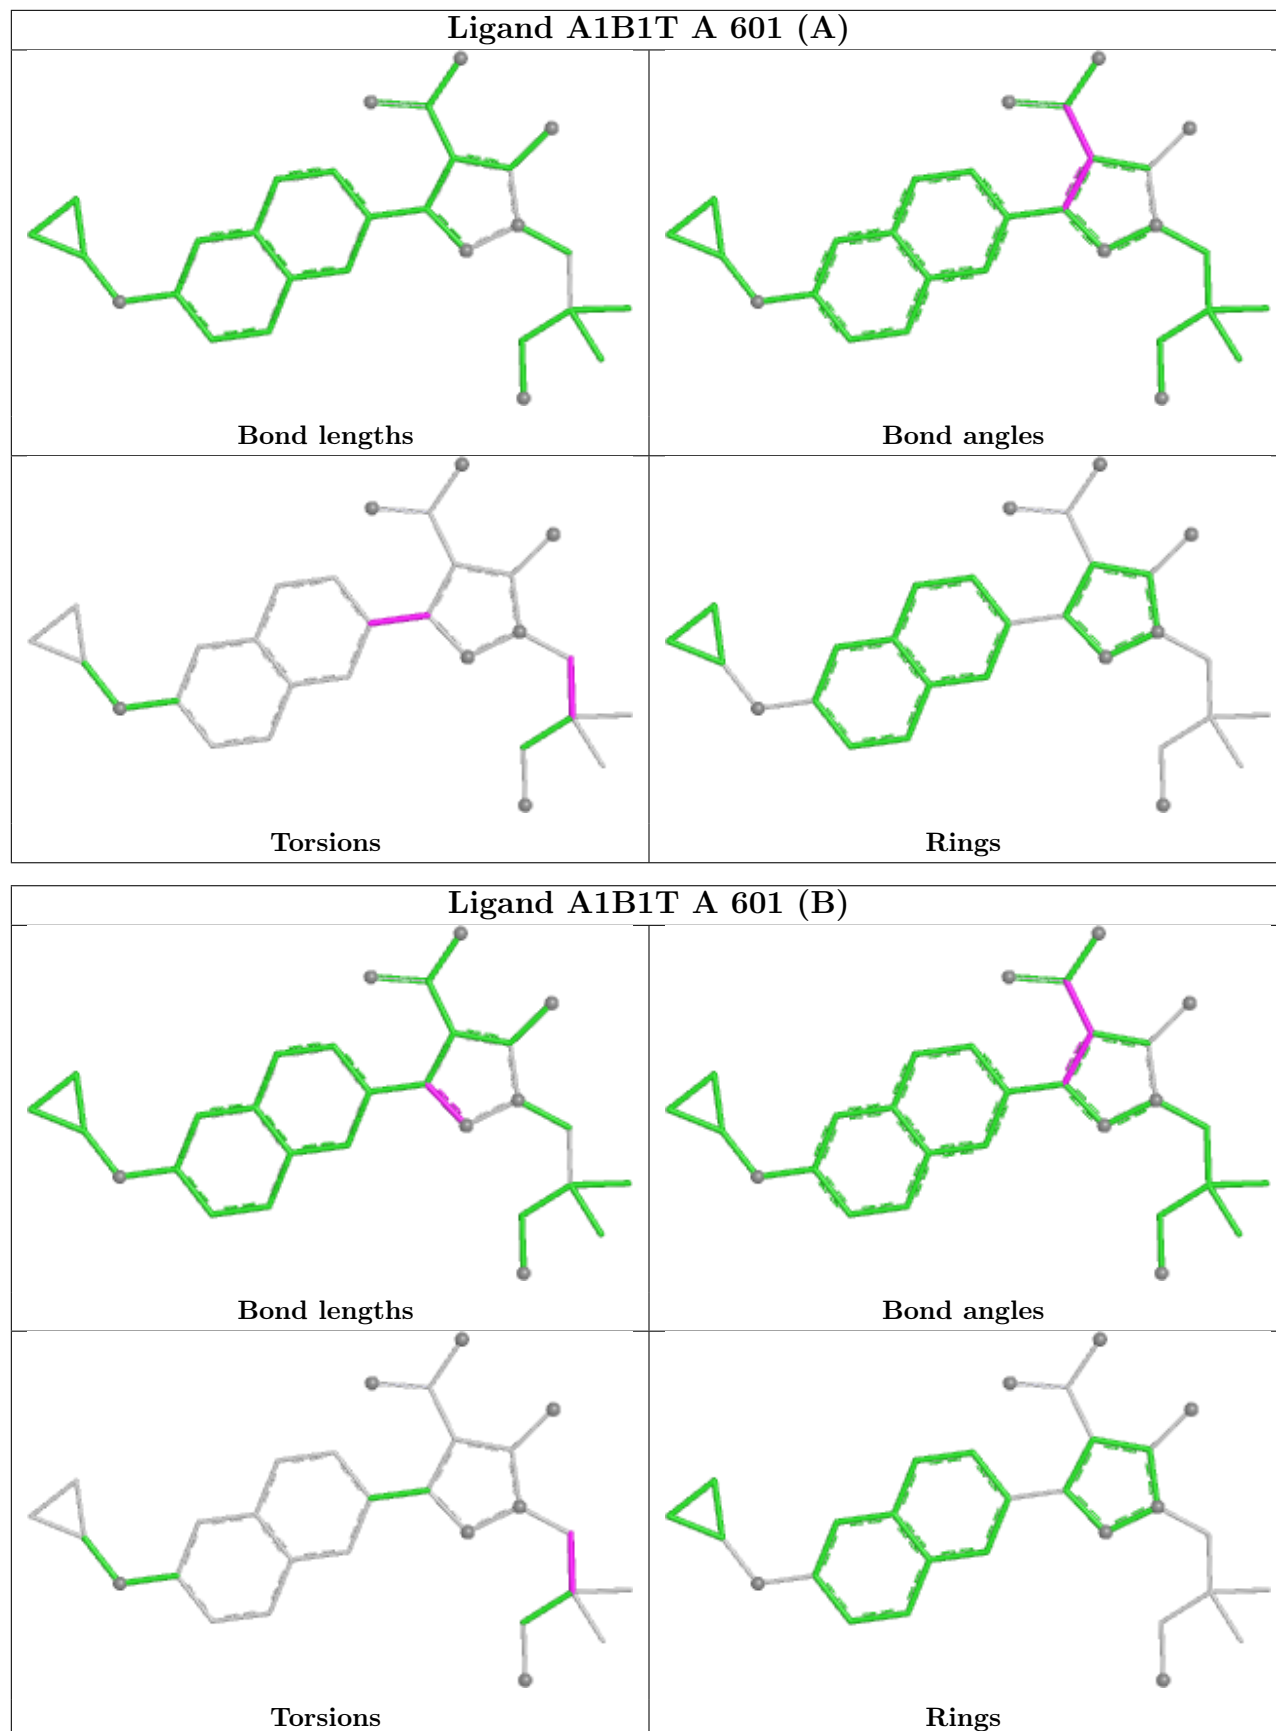 Ligand A1B1T A 601 (A)
Bond lengths
Bond angles
Torsions
Rings
Ligand A1B1T A 601 (B)
Bond lengths
Bond angles
Torsions
Rings